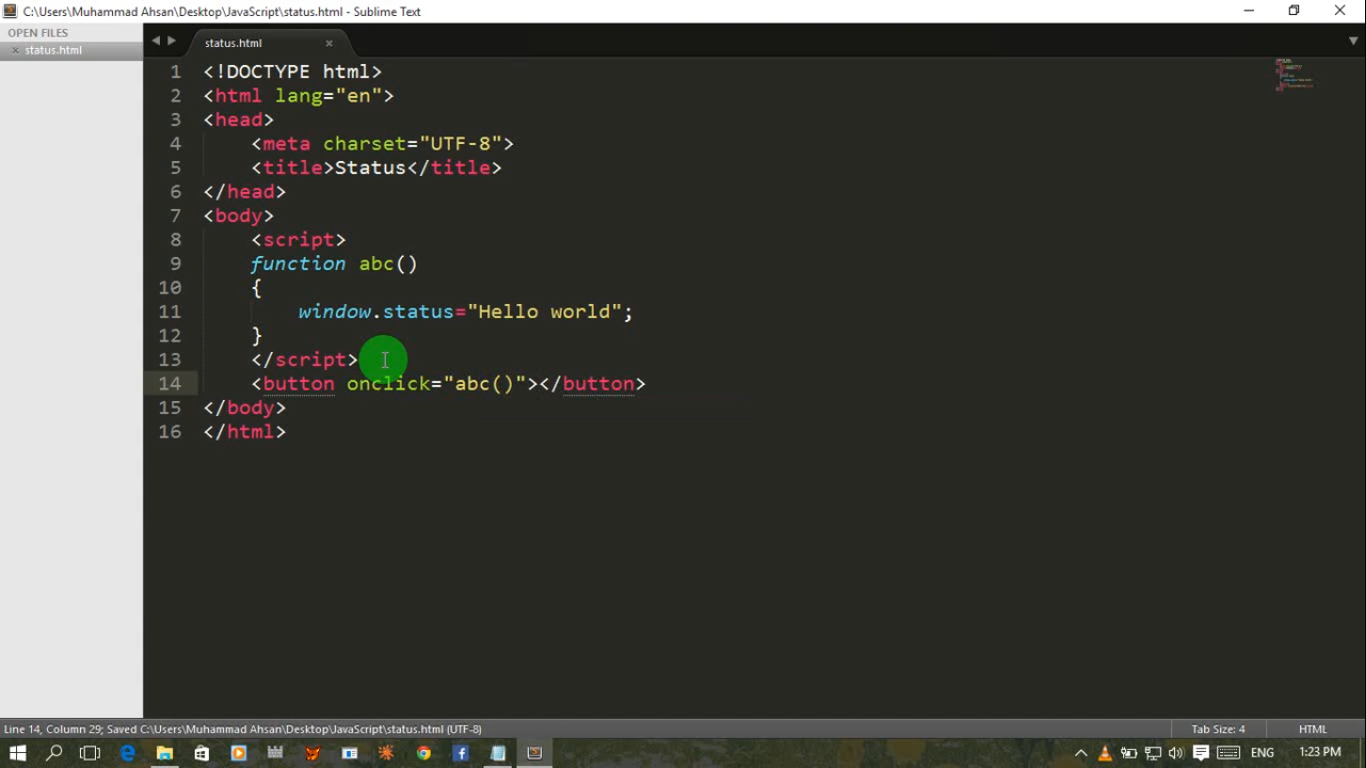 C:\Users\Muhammad Ahsan\Desktop\JavaScript\status.html - Sublime Text
OPEN FILES
status.html
status.html
1 <!DOCTYPE html>
2 <html lang="en">
3 <head>
4     <meta charset="UTF-8">
5     <title>Status</title>
6 </head>
7 <body>
8     <script>
9     function abc()
10     {
11         window.status="Hello world";
12     }
13     </script>
14     <button onclick="abc()"></button>
15 </body>
16 </html>
Line 14, Column 29; Saved C:\Users\Muhammad Ahsan\Desktop\JavaScript\status.html (UTF-8)
Tab Size: 4
HTML
ENG
1:23 PM